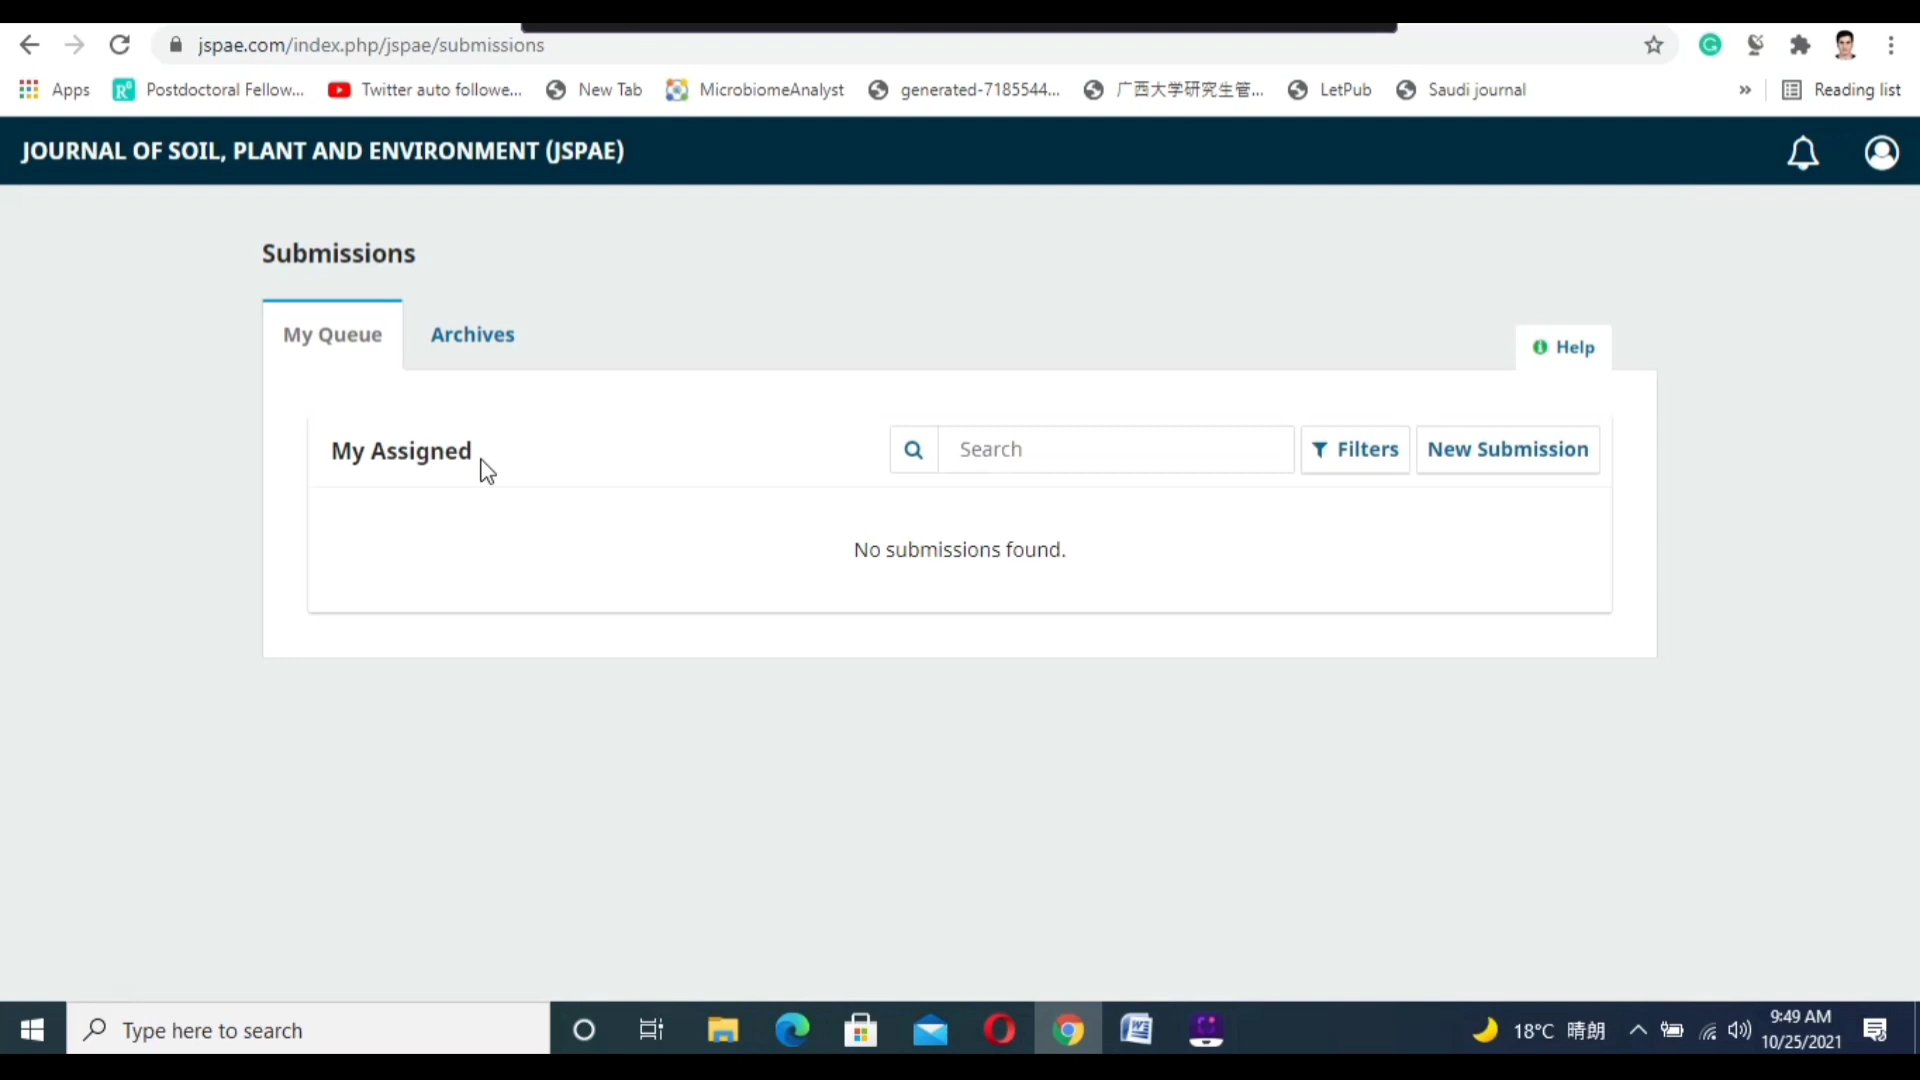 jspae.com/index.php/jspae/submissions
Apps
Postdoctoral Fellow...
Twitter auto followe...
New Tab
MicrobiomeAnalyst
generated-7185544...
广西大学研究生管...
LetPub
Saudi journal
»
Reading list
JOURNAL OF SOIL, PLANT AND ENVIRONMENT (JSPAE)
Submissions
My Queue
Archives
Help
My Assigned
Search
Filters
New Submission
No submissions found.
Type here to search
18°C 晴朗
9:49 AM
10/25/2021